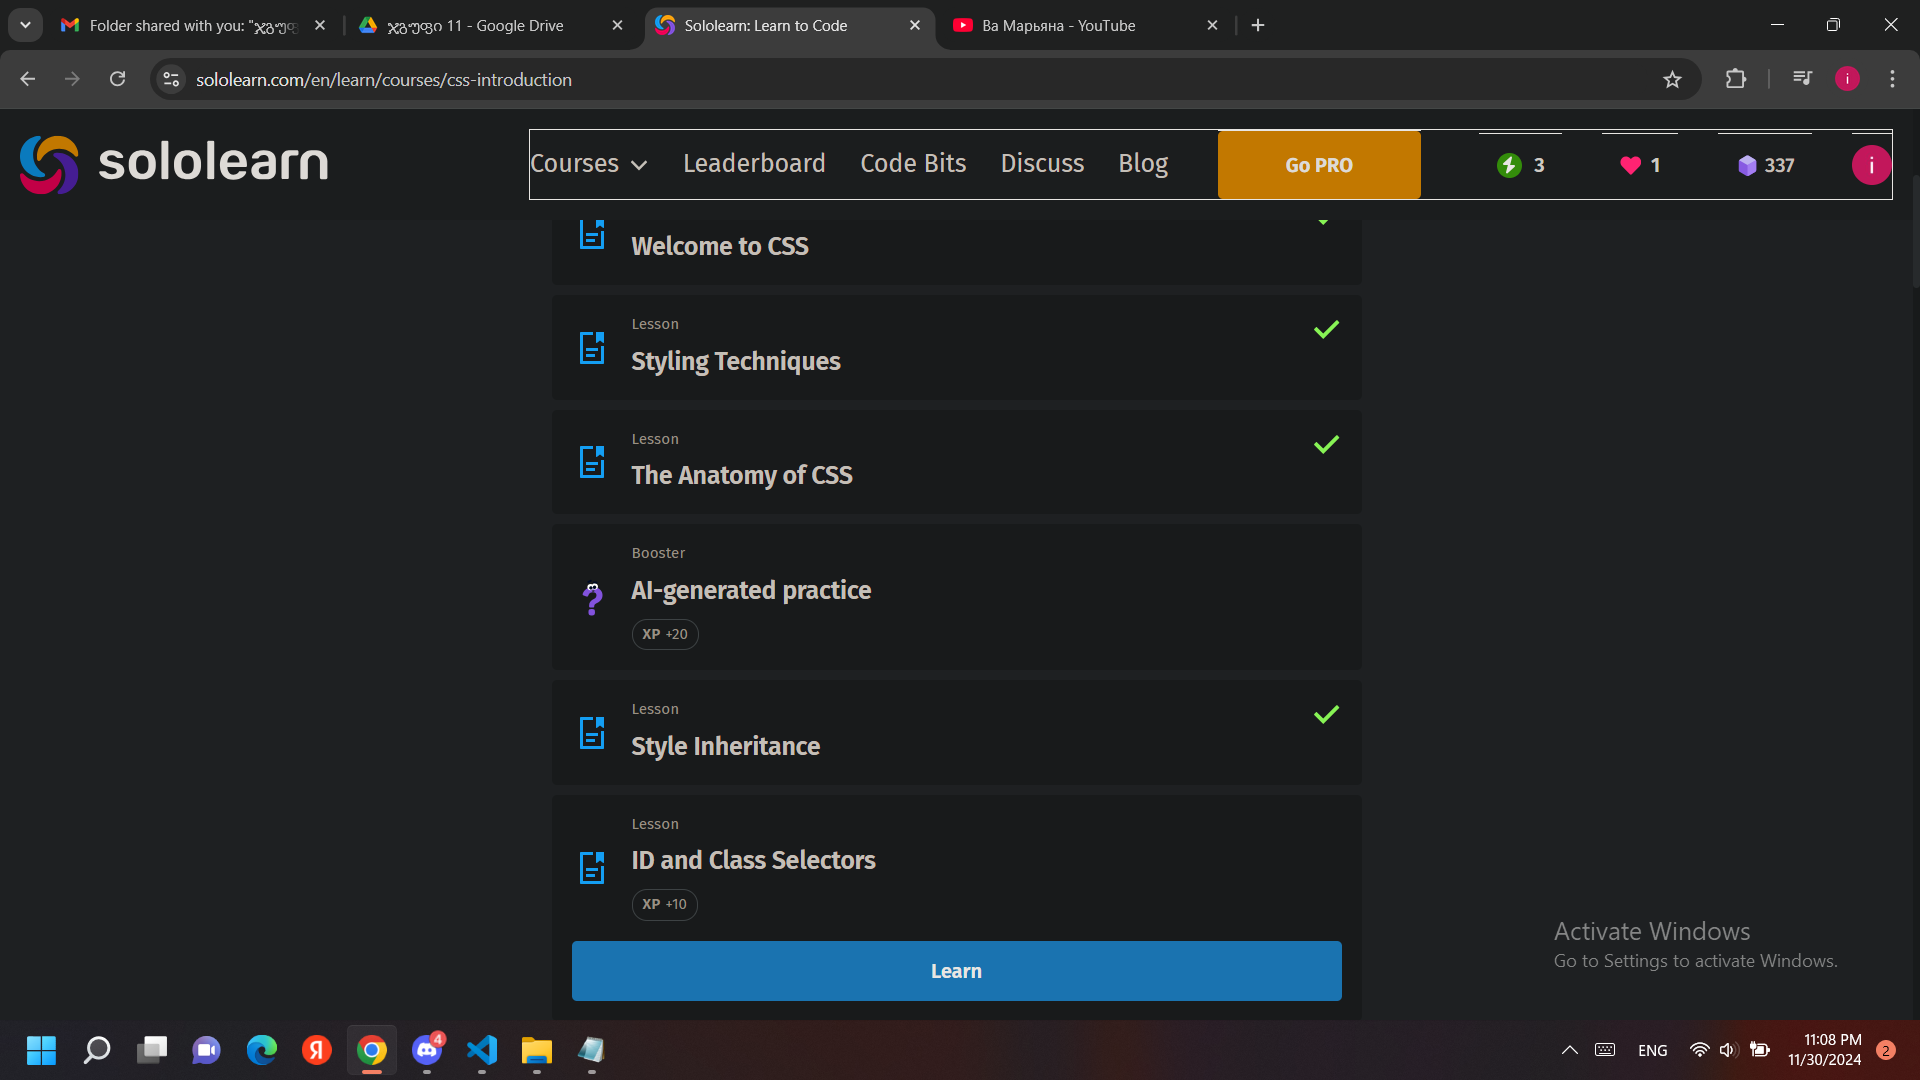 Folder shared with you: "ჯგუფ
ჯგუფი 11 - Google Drive
Sololearn: Learn to Code
Ва Марьяна - YouTube
sololearn.com/en/learn/courses/css-introduction
i
sololearn
Courses
Leaderboard
Code Bits
Discuss
Blog
Go PRO
3
1
337
i
Welcome to CSS
Lesson
Styling Techniques
Lesson
The Anatomy of CSS
Booster
AI-generated practice
XP +20
Lesson
Style Inheritance
Lesson
ID and Class Selectors
XP +10
Learn
Activate Windows
Go to Settings to activate Windows.
Я
4
ENG
11:08 PM
11/30/2024
2